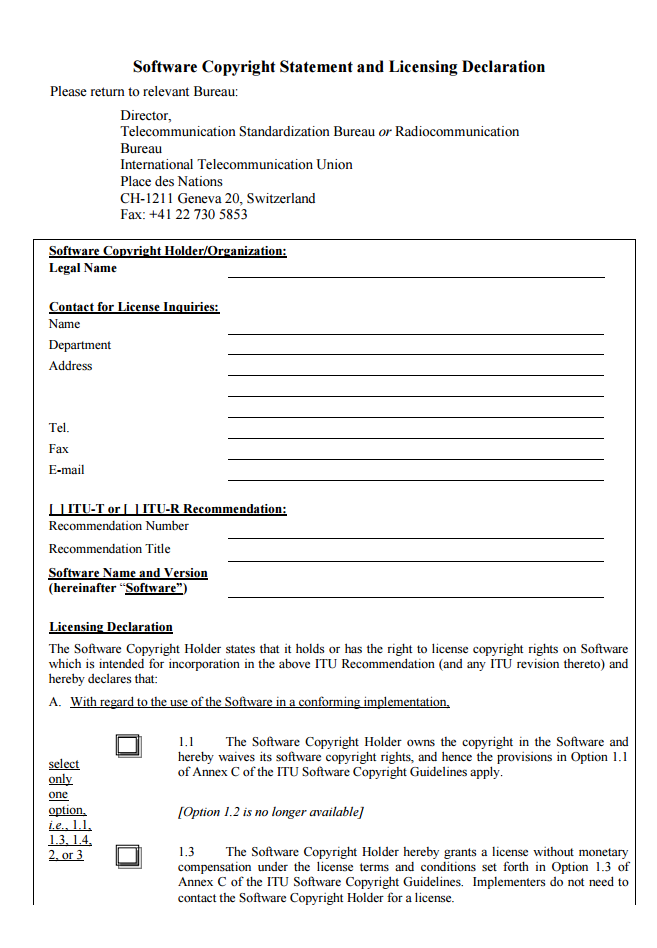 Software Copyright Statement and Licensing Declaration
Please return to relevant Bureau:
Director,
Telecommunication Standardization Bureau or Radiocommunication
Bureau
International Telecommunication Union
Place des Nations
CH-1211 Geneva 20, Switzerland
Fax: +41 22 730 5853
Software Copyright Holder/Organization:
Legal Name
Contact for License Inquiries:
Name
Department
Address
Tel.
Fax
E-mail
[ ] ITU-T or [ ] ITU-R Recommendation:
Recommendation Number
Recommendation Title
Software Name and Version
(hereinafter “Software”)
Licensing Declaration
The Software Copyright Holder states that it holds or has the right to license copyright rights on Software
which is intended for incorporation in the above ITU Recommendation (and any ITU revision thereto) and
hereby declares that:
A. With regard to the use of the Software in a conforming implementation,
select
only
one
option,
i.e., 1.1,
1.3, 1.4,
2, or 3
1.1 The Software Copyright Holder owns the copyright in the Software and
hereby waives its software copyright rights, and hence the provisions in Option 1.1
of Annex C of the ITU Software Copyright Guidelines apply.
[Option 1.2 is no longer available]
1.3 The Software Copyright Holder hereby grants a license without monetary
compensation under the license terms and conditions set forth in Option 1.3 of
Annex C of the ITU Software Copyright Guidelines. Implementers do not need to
contact the Software Copyright Holder for a license.